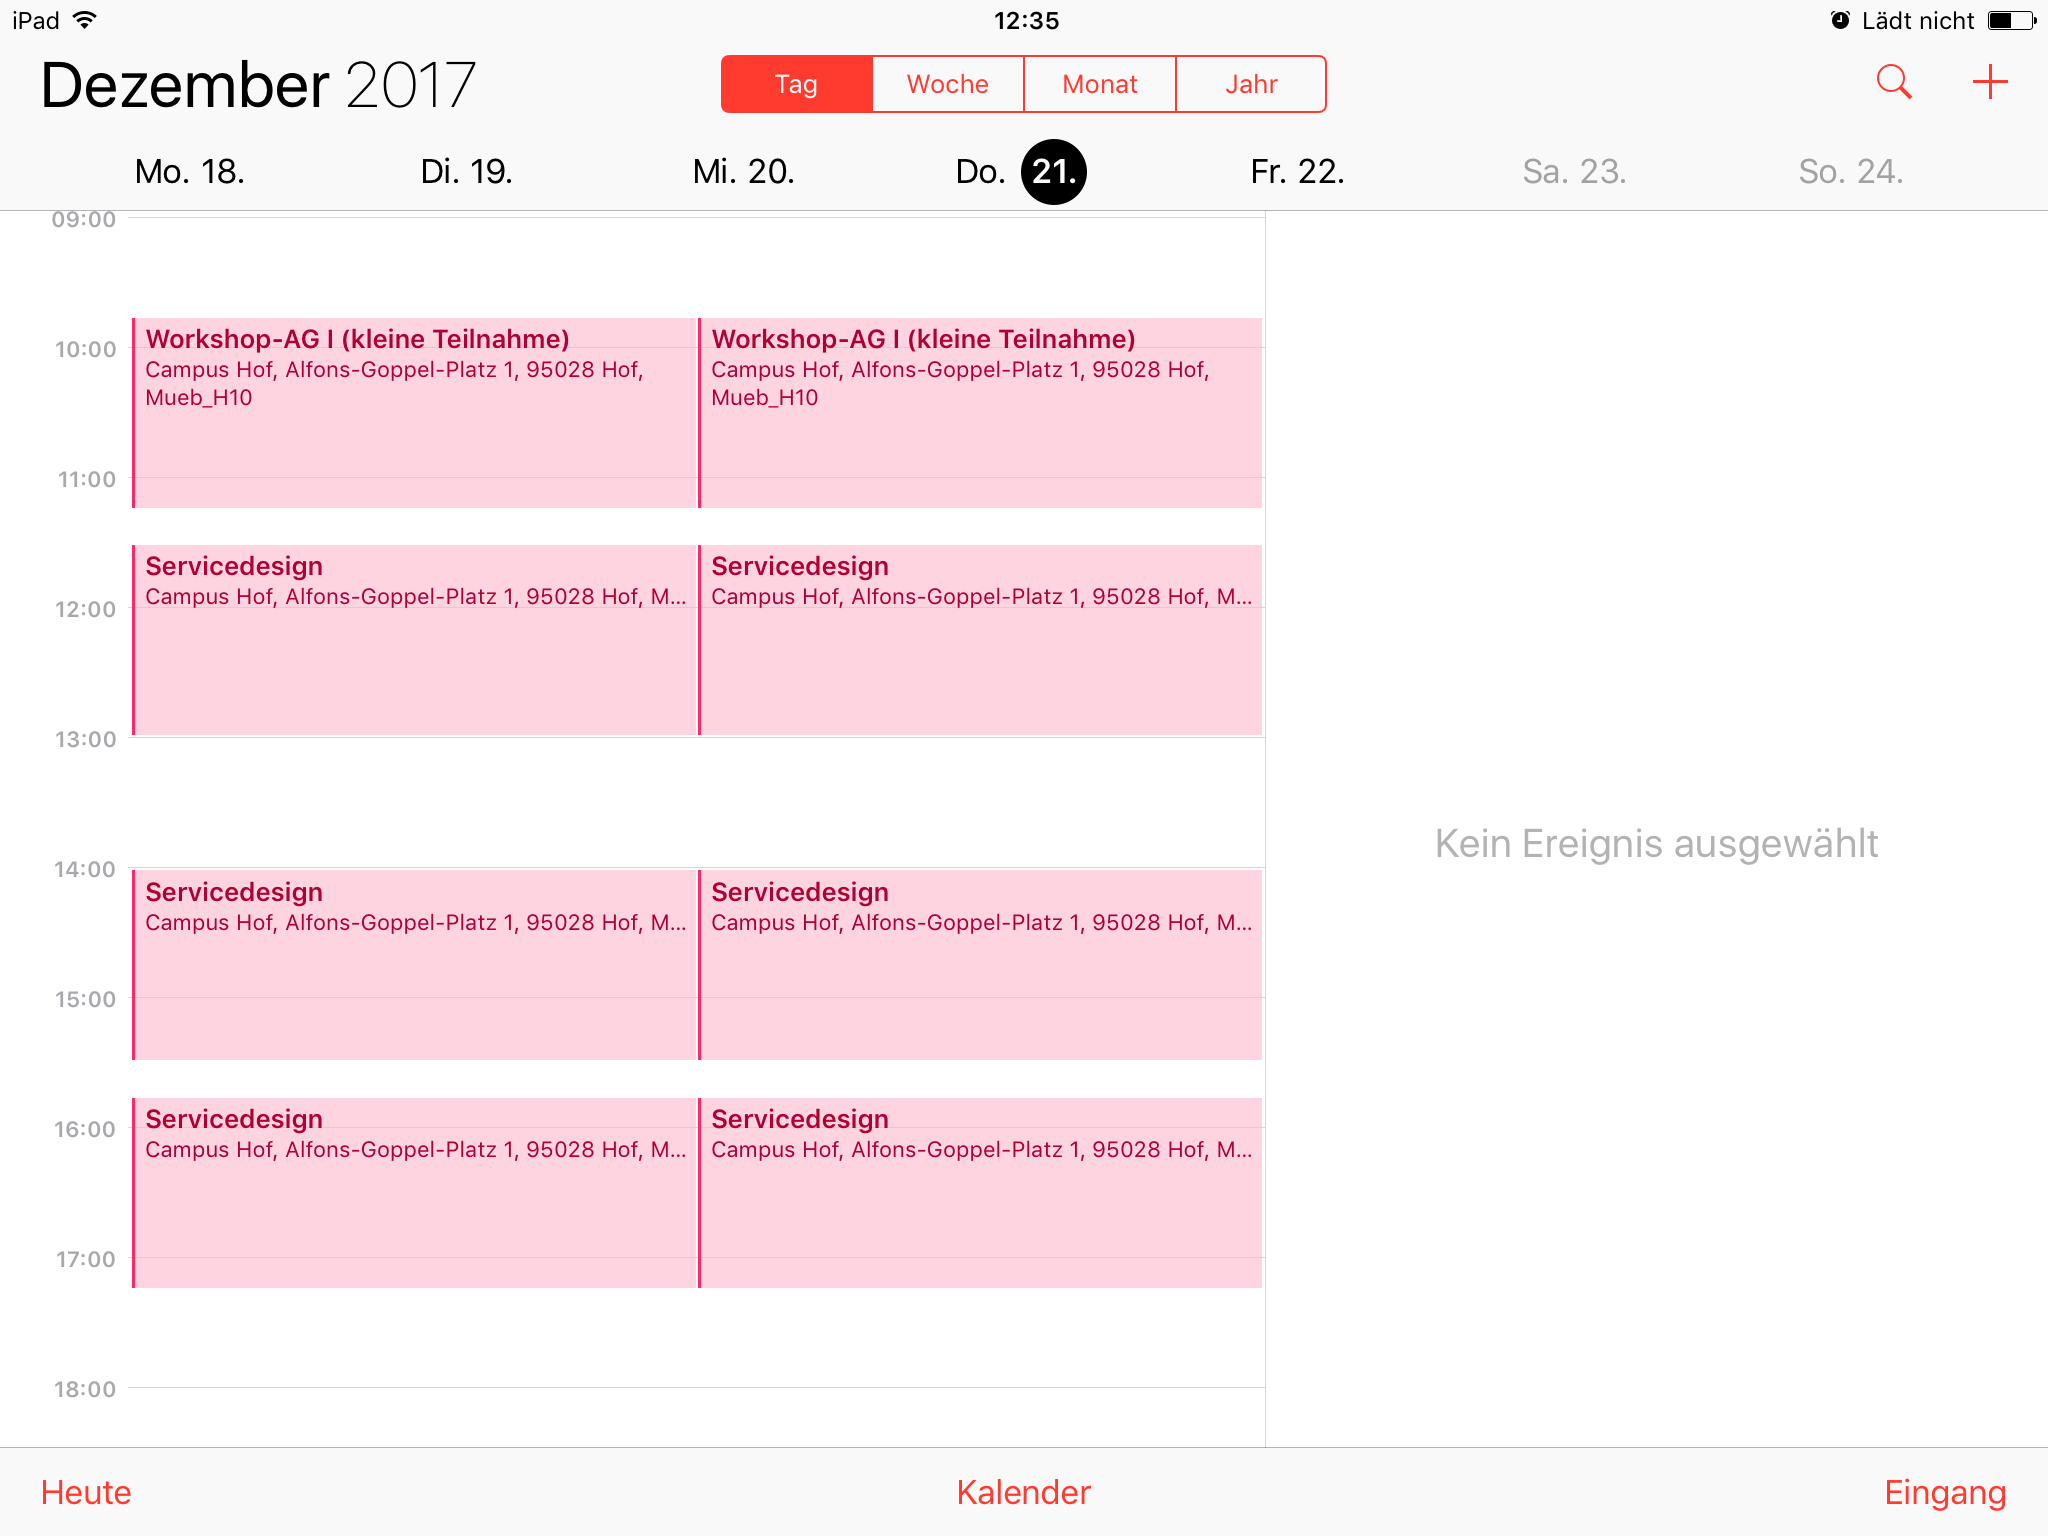 iPad 12:35 Lädt nicht
Dezember 2017 Tag Woche Monat Jahr
Mo. 18. Di. 19. Mi. 20. Do. 21. Fr. 22. Sa. 23. So. 24.
09:00
Workshop-AG I (kleine Teilnahme)
Campus Hof, Alfons-Goppel-Platz 1, 95028 Hof,
Mueb_H10
Workshop-AG I (kleine Teilnahme)
Campus Hof, Alfons-Goppel-Platz 1, 95028 Hof,
Mueb_H10
10:00
11:00
Servicedesign
Campus Hof, Alfons-Goppel-Platz 1, 95028 Hof, M...
Servicedesign
Campus Hof, Alfons-Goppel-Platz 1, 95028 Hof, M...
12:00
13:00
14:00
Servicedesign
Campus Hof, Alfons-Goppel-Platz 1, 95028 Hof, M...
Servicedesign
Campus Hof, Alfons-Goppel-Platz 1, 95028 Hof, M...
15:00
Servicedesign
Campus Hof, Alfons-Goppel-Platz 1, 95028 Hof, M...
Servicedesign
Campus Hof, Alfons-Goppel-Platz 1, 95028 Hof, M...
16:00
17:00
18:00
Kein Ereignis ausgewählt
Heute Kalender Eingang